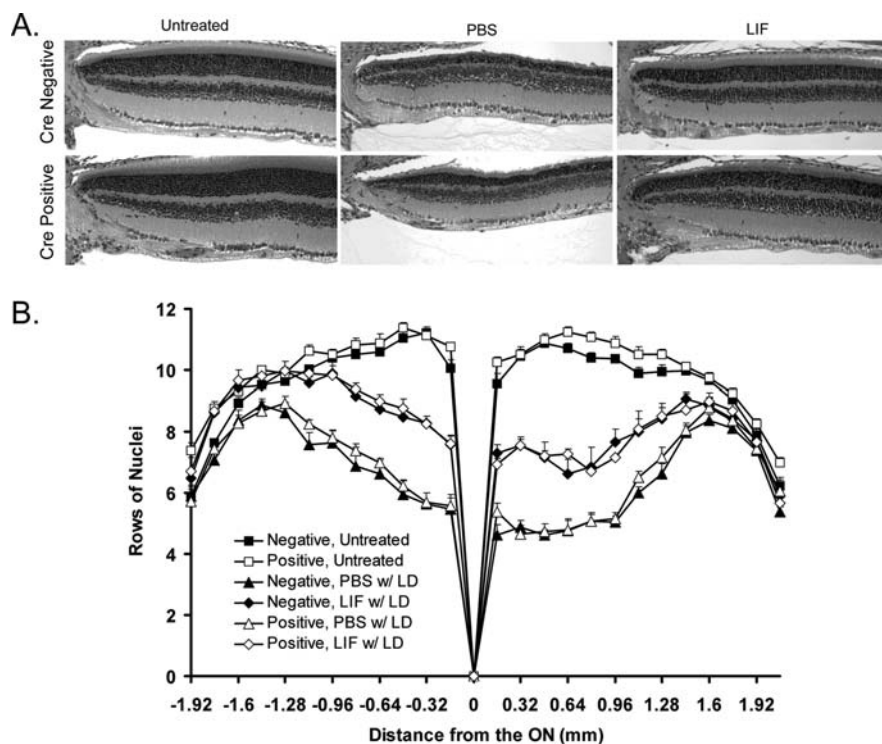 A.
Untreated
PBS
LIF
Cre Negative
Cre Positive
B.
Rows of Nuclei
12
10
8
6
4
2
0
Negative, Untreated
Positive, Untreated
Negative, PBS w/ LD
Negative, LIF w/ LD
Positive, PBS w/ LD
Positive, LIF w/ LD
-1.92 -1.6 -1.28 -0.96 -0.64 -0.32 0 0.32 0.64 0.96 1.28 1.6 1.92
Distance from the ON (mm)